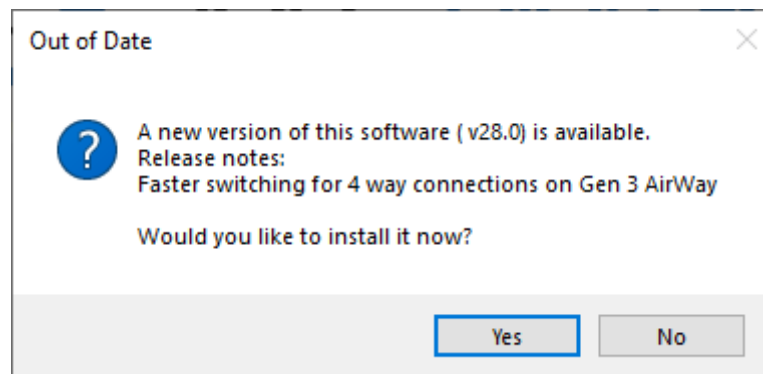 Out of Date
?
A new version of this software ( v28.0) is available.
Release notes:
Faster switching for 4 way connections on Gen 3 AirWay
Would you like to install it now?
Yes
No